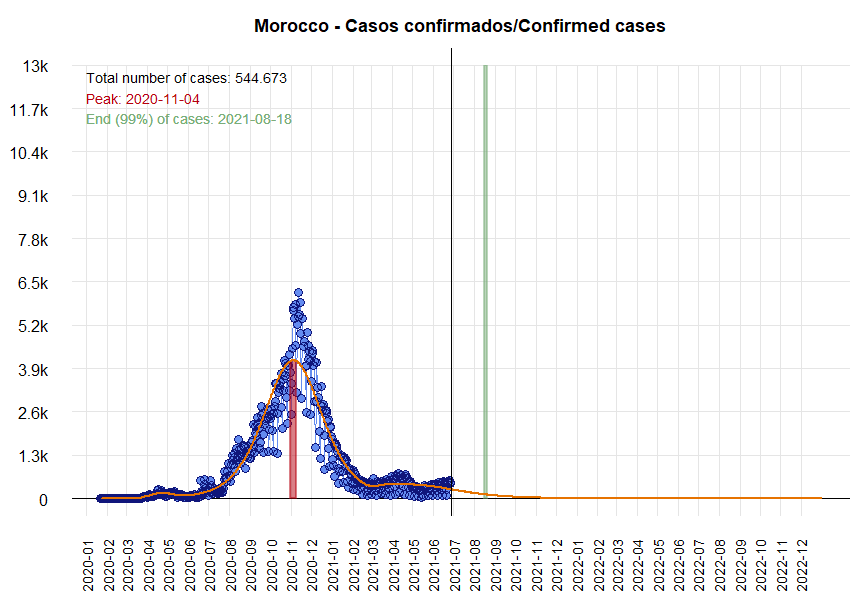 Morocco - Casos confirmados/Confirmed cases
13k
11.7k
10.4k
9.1k
7.8k
6.5k
5.2k
3.9k
2.6k
1.3k
0
Total number of cases: 544.673
Peak: 2020-11-04
End (99%) of cases: 2021-08-18
2020-01
2020-02
2020-03
2020-04
2020-05
2020-06
2020-07
2020-08
2020-09
2020-10
2020-11
2020-12
2021-01
2021-02
2021-03
2021-04
2021-05
2021-06
2021-07
2021-08
2021-09
2021-10
2021-11
2021-12
2022-01
2022-02
2022-03
2022-04
2022-05
2022-06
2022-07
2022-08
2022-09
2022-10
2022-11
2022-12